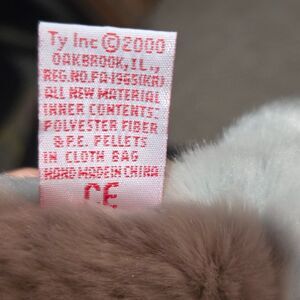 Ty Inc ©2000
OAKBROOK, IL.,
REG.NO.FA-1965(KR)
ALL NEW MATERIAL
INNER CONTENTS:
POLYESTER FIBER
& P.E. PELLETS
IN CLOTH BAG
HAND MADE IN CHINA
CE